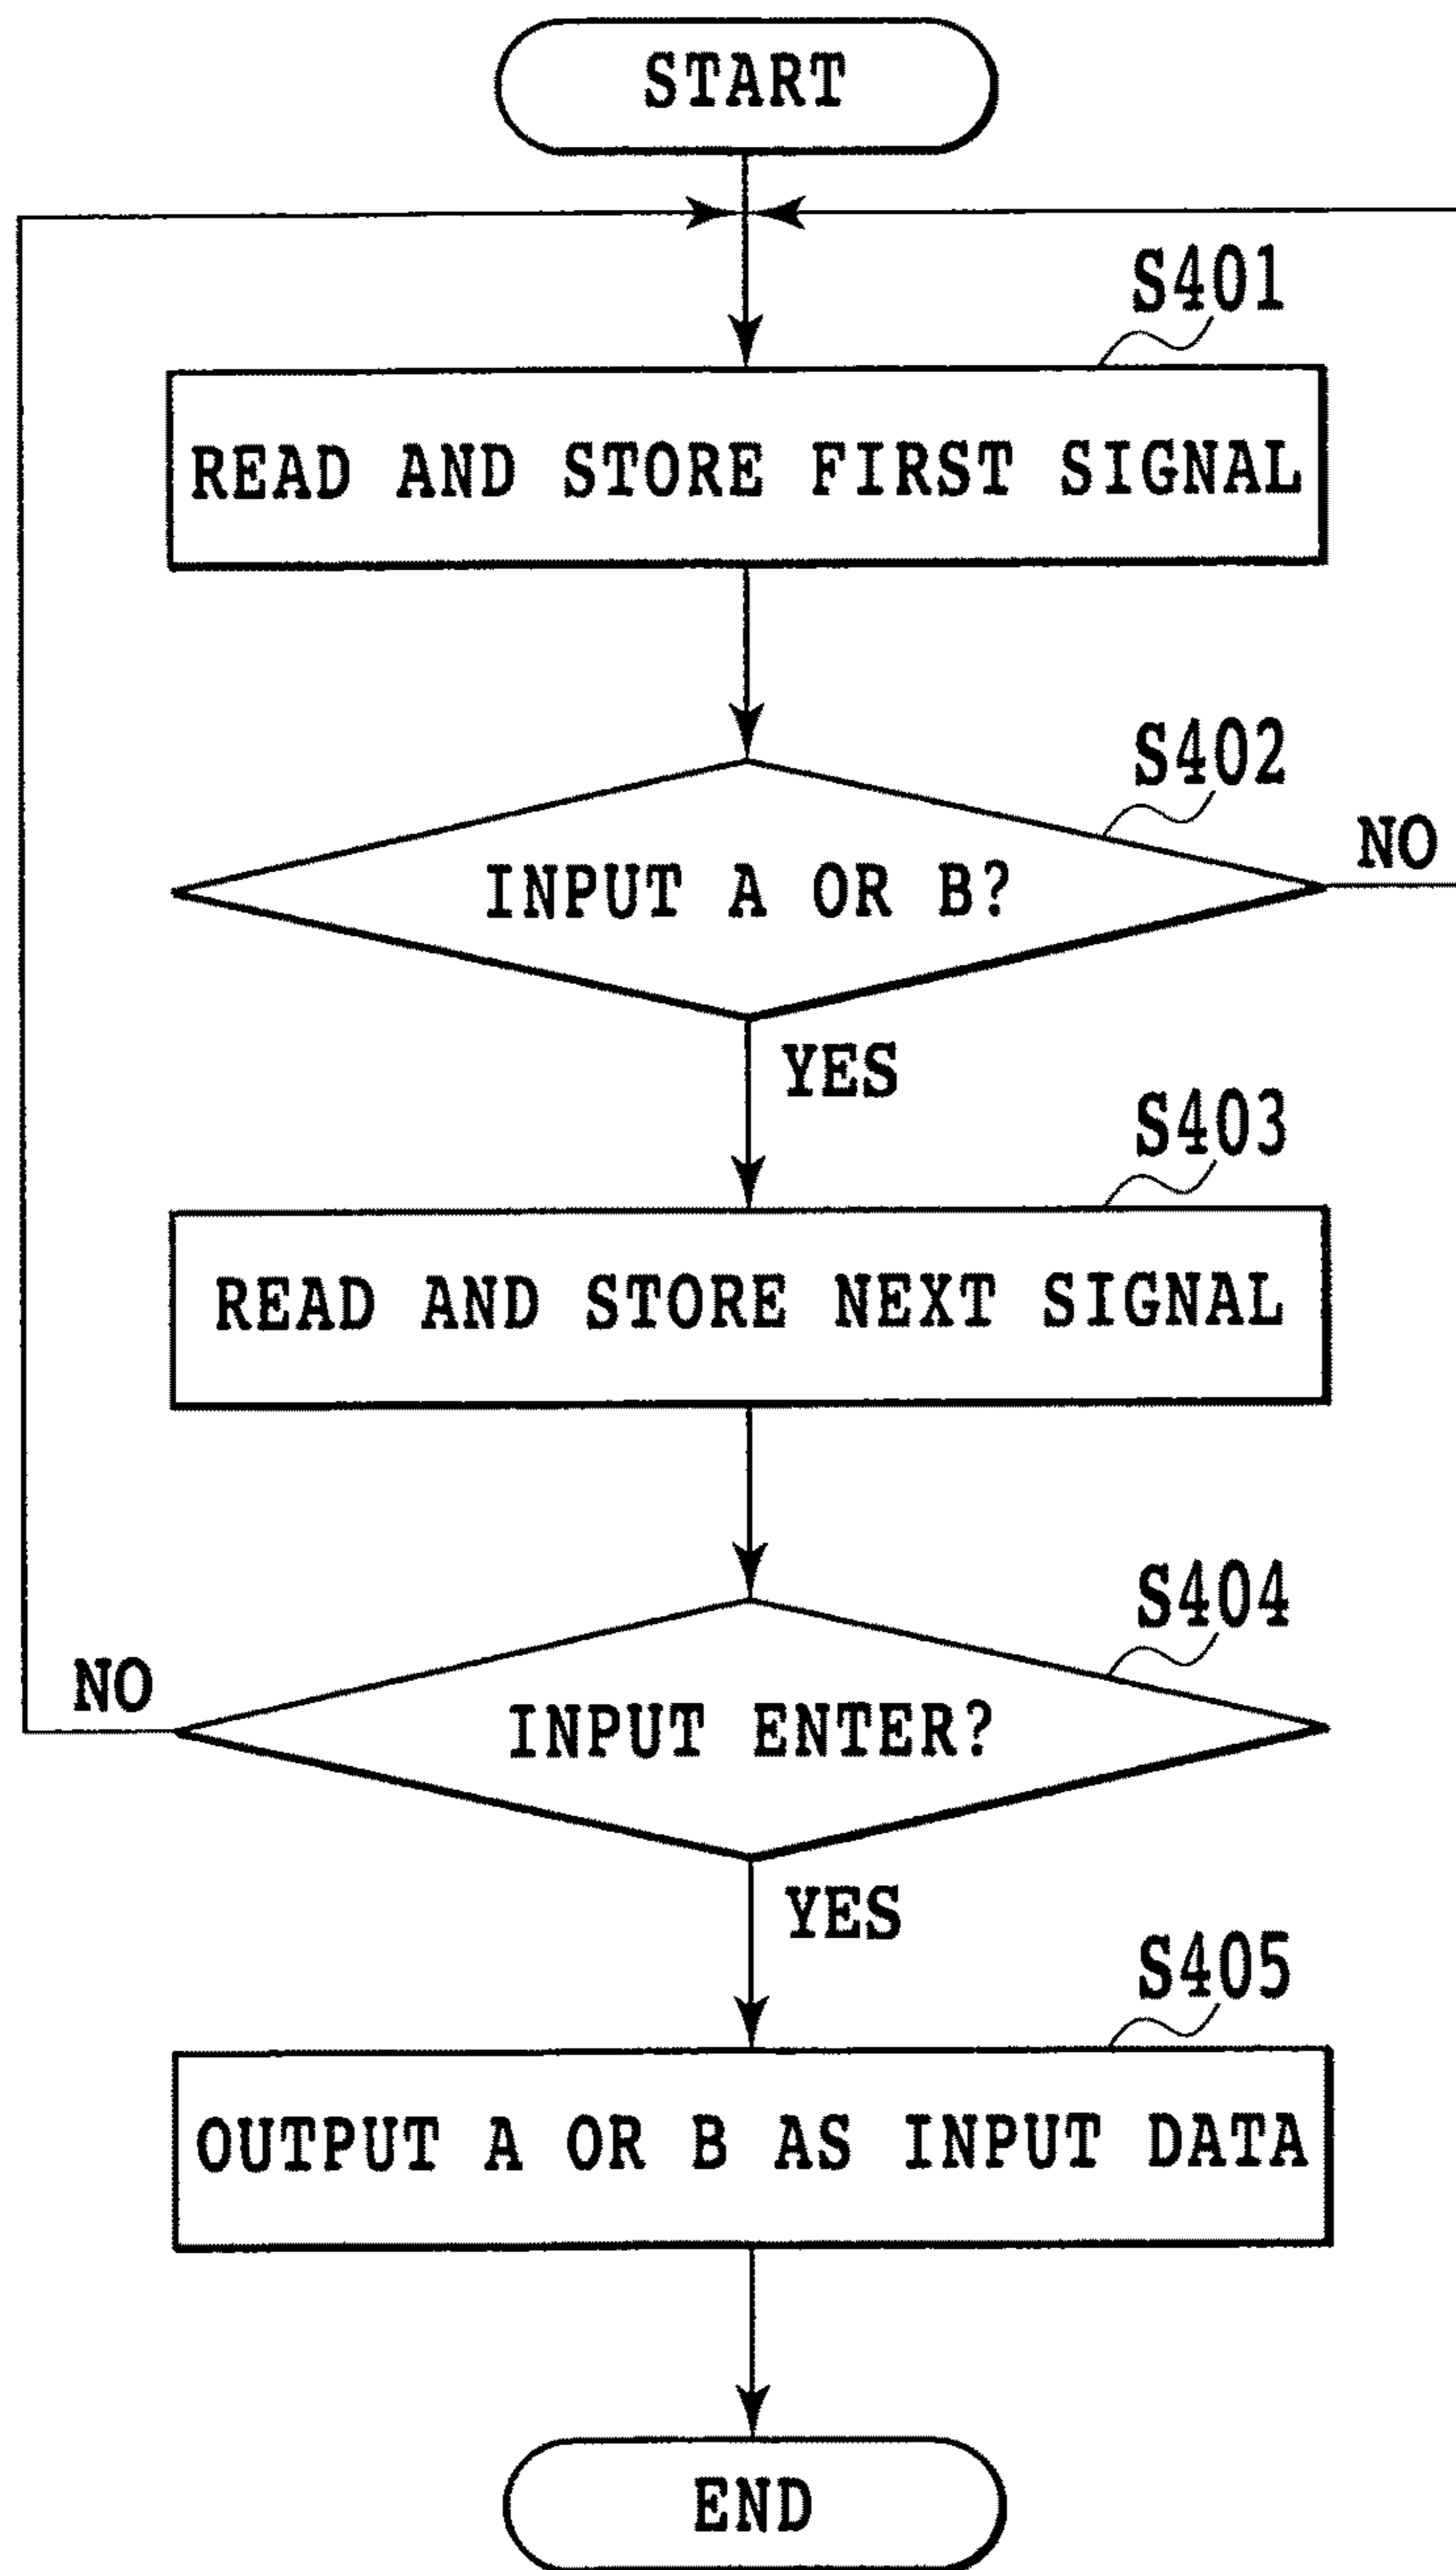 START
S401
READ AND STORE FIRST SIGNAL
S402
NO
INPUT A OR B?
YES
S403
READ AND STORE NEXT SIGNAL
S404
NO
INPUT ENTER?
YES
S405
OUTPUT A OR B AS INPUT DATA
END